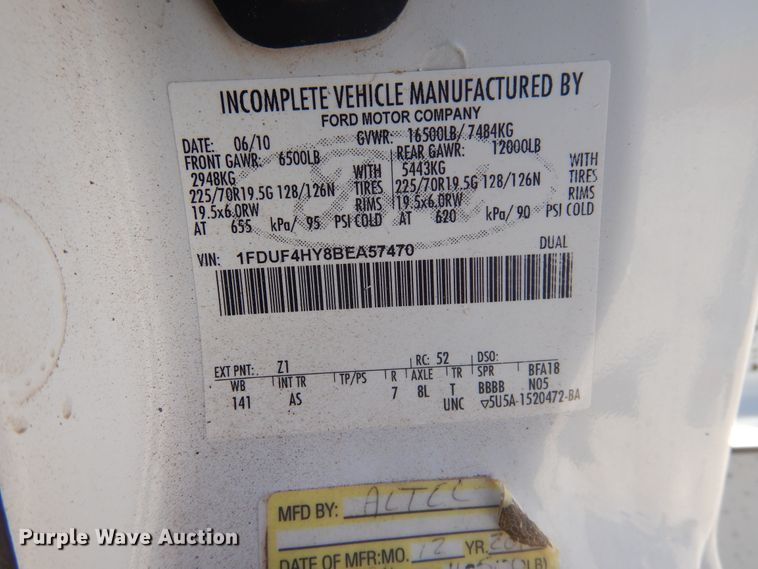 INCOMPLETE VEHICLE MANUFACTURED BY
FORD MOTOR COMPANY
DATE: 06/10 GVWR: 16500LB/ 7484KG
FRONT GAWR: 6500LB REAR GAWR: 12000LB
2948KG WITH 5443KG WITH
225/70R19.5G 128/126N TIRES 225/70R19.5G 128/126N TIRES
19.5x6.0RW RIMS 19.5x6.0RW RIMS
AT 655 kPa/ 95 PSI COLD AT 620 kPa/ 90 PSI COLD
VIN: 1FDUF4HY8BEA57470 DUAL
EXT PNT: Z1 RC: 52 DSO:
WB INT TR TP/PS R AXLE TR SPR BFA18
141 AS 7 8L T BBBB N05
UNC ▽5U5A-1520472-BA
MFD BY: ALTEC
DATE OF MFR: MO. 12 YR.
LB)
Purple Wave Auction